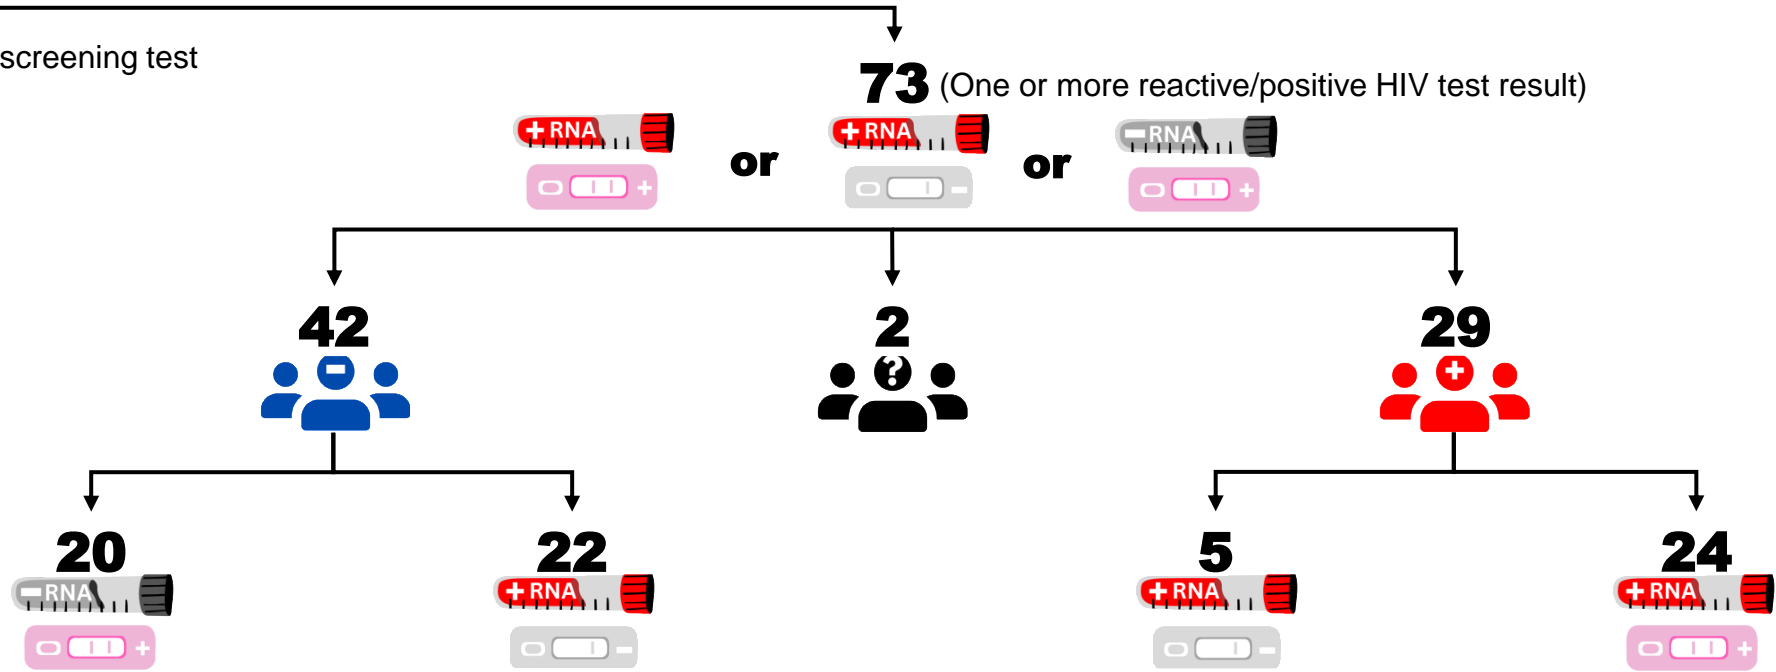 screening test
73 (One or more reactive/positive HIV test result)
+RNA or +RNA or -RNA
+ - +
42 2 29
- ? +
20 22 5 24
-RNA +RNA +RNA +RNA
+ - - +